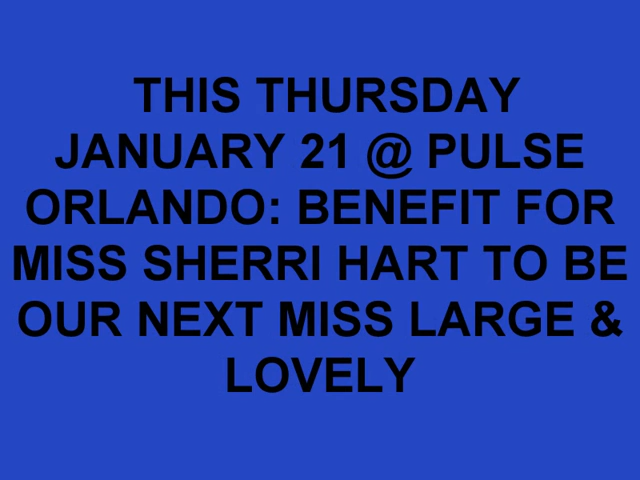 THIS THURSDAY
JANUARY 21 @ PULSE
ORLANDO: BENEFIT FOR
MISS SHERRI HART TO BE
OUR NEXT MISS LARGE &
LOVELY